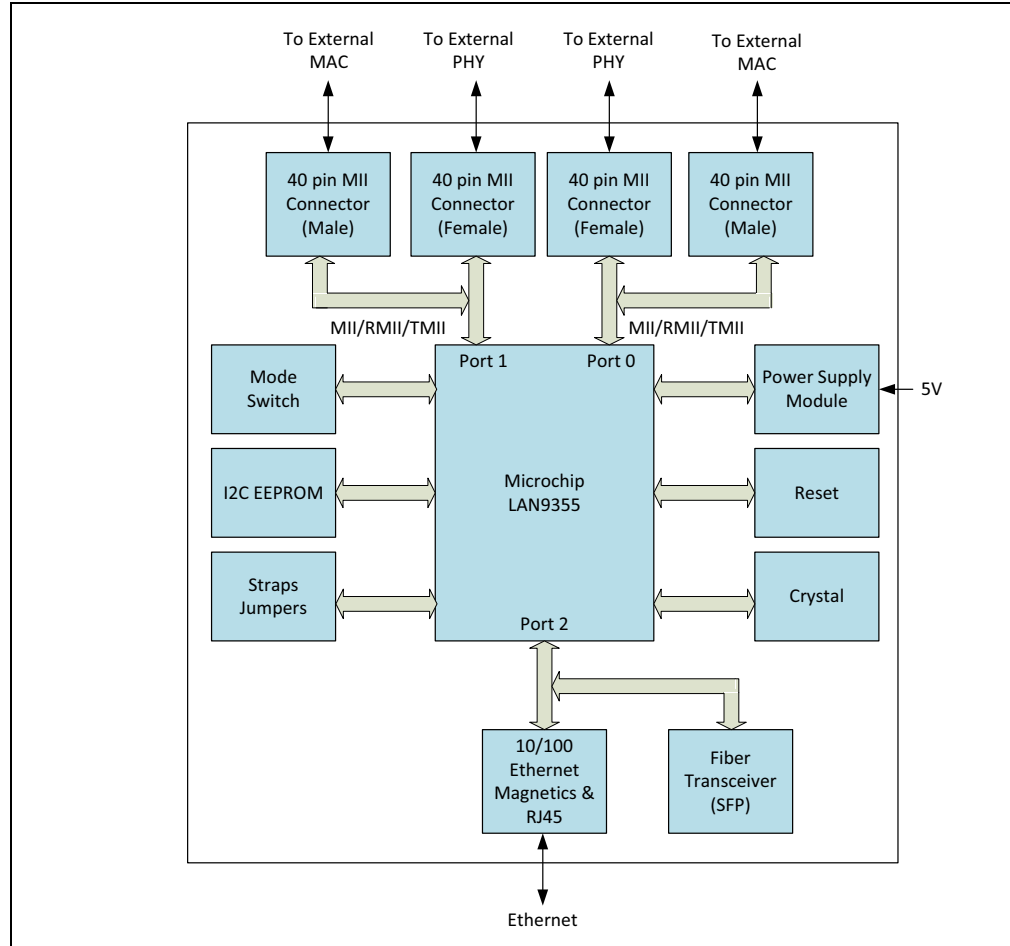 To External
MAC
To External
PHY
To External
PHY
To External
MAC
40 pin MII
Connector
(Male)
40 pin MII
Connector
(Female)
40 pin MII
Connector
(Female)
40 pin MII
Connector
(Male)
MII/RMII/TMII
MII/RMII/TMII
Port 1
Port 0
Mode
Switch
Power Supply
Module
5V
I2C EEPROM
Microchip
LAN9355
Reset
Straps
Jumpers
Crystal
Port 2
10/100
Ethernet
Magnetics &
RJ45
Fiber
Transceiver
(SFP)
Ethernet